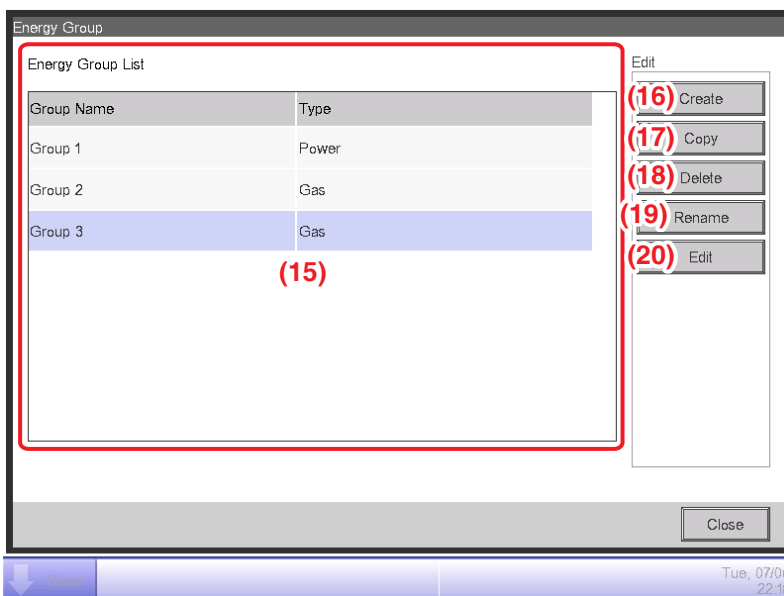 Energy Group
Energy Group List
Edit
Group Name Type
Group 1 Power
Group 2 Gas
Group 3 Gas
(15)
(16) Create
(17) Copy
(18) Delete
(19) Rename
(20) Edit
Close
Tue, 07/0
22:1